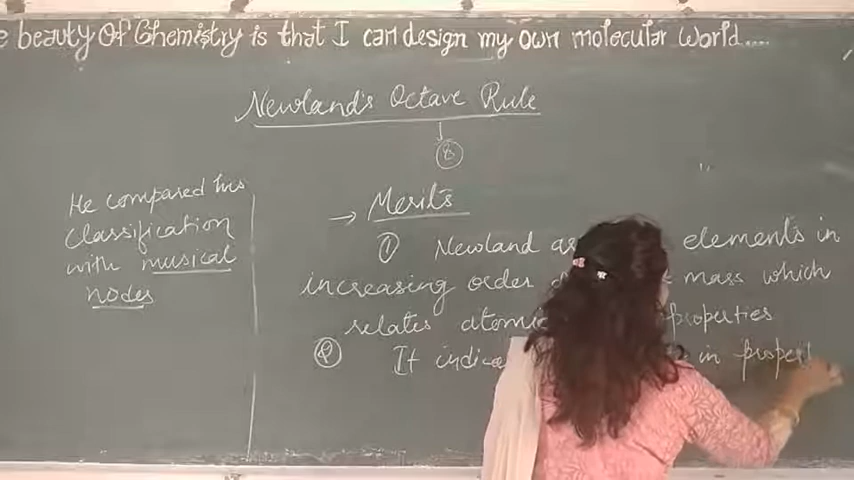 e beauty Of Chemistry is that I can design my own molecular world....
Newland's Octave Rule
8
He compared his
classification
with musical
nodes
→ Merits
① Newland elements in
increasing order mass which
relates atomic properties
② It in